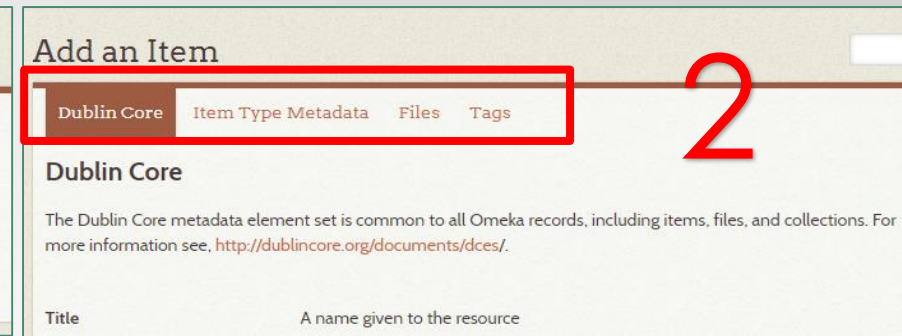 Add an Item
2
Dublin Core Item Type Metadata Files Tags
Dublin Core
The Dublin Core metadata element set is common to all Omeka records, including items, files, and collections. For
more information see, http://dublincore.org/documents/dces/.
Title A name given to the resource